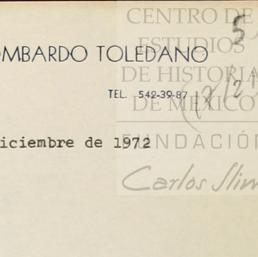 CENTRO DE
5
ESTUDIOS
OMBARDO TOLEDANO
DE HISTORIA
TEL. 542-39-87
DE MÉXICO
iciembre de 1972
FUNDACIÓN
Carlos Slim